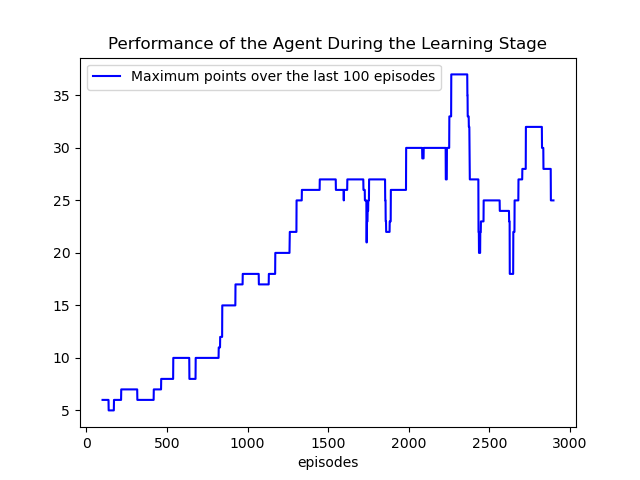 Performance of the Agent During the Learning Stage
Maximum points over the last 100 episodes
35
30
25
20
15
10
5
0 500 1000 1500 2000 2500 3000
episodes